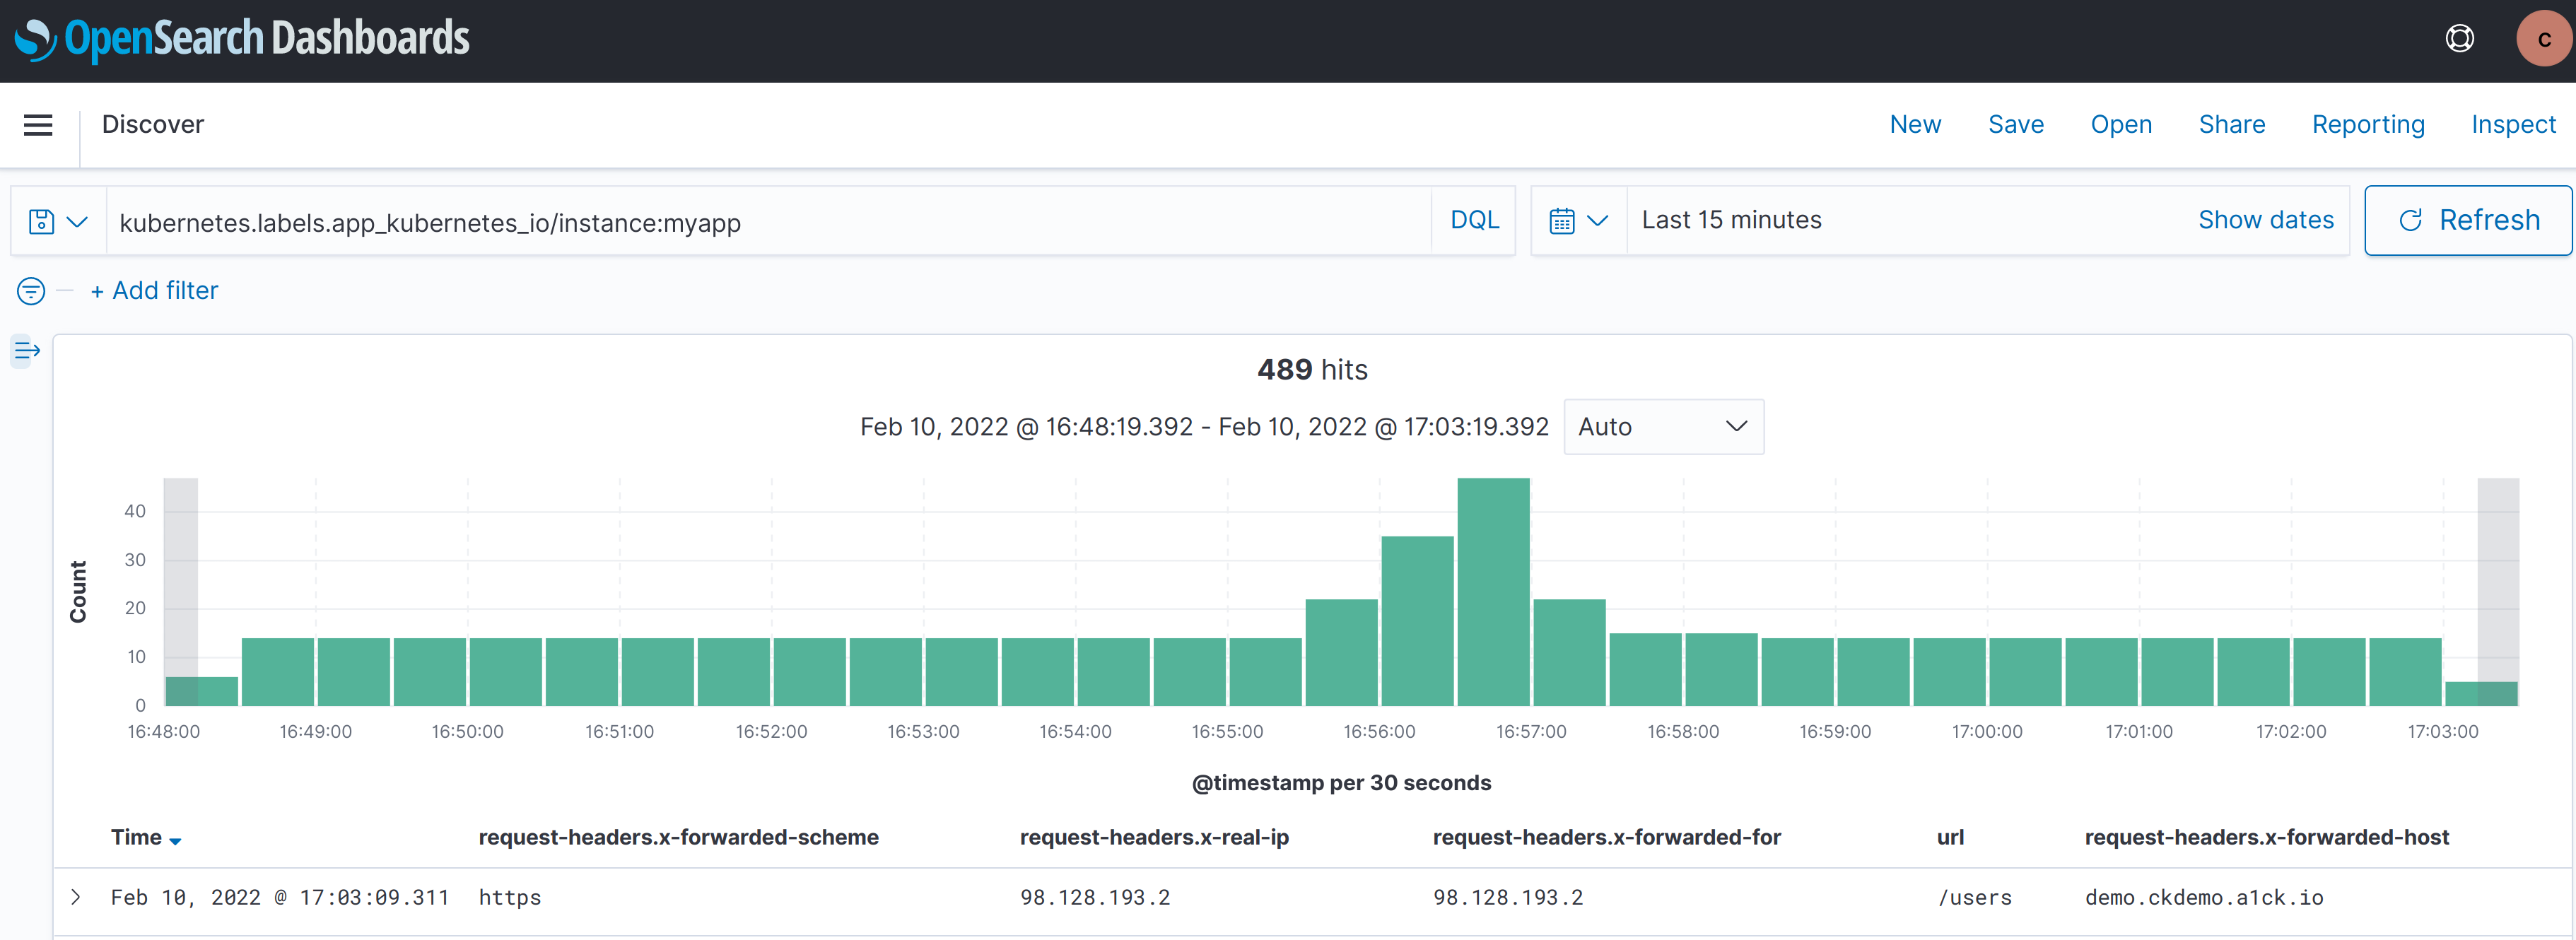 OpenSearch Dashboards
c
Discover
New Save Open Share Reporting Inspect
kubernetes.labels.app_kubernetes_io/instance:myapp DQL Last 15 minutes Show dates Refresh
+ Add filter
489 hits
Feb 10, 2022 @ 16:48:19.392 - Feb 10, 2022 @ 17:03:19.392 Auto
Count
40
30
20
10
0
16:48:00 16:49:00 16:50:00 16:51:00 16:52:00 16:53:00 16:54:00 16:55:00 16:56:00 16:57:00 16:58:00 16:59:00 17:00:00 17:01:00 17:02:00 17:03:00
@timestamp per 30 seconds
Time request-headers.x-forwarded-scheme request-headers.x-real-ip request-headers.x-forwarded-for url request-headers.x-forwarded-host
Feb 10, 2022 @ 17:03:09.311 https 98.128.193.2 98.128.193.2 /users demo.ckdemo.a1ck.io